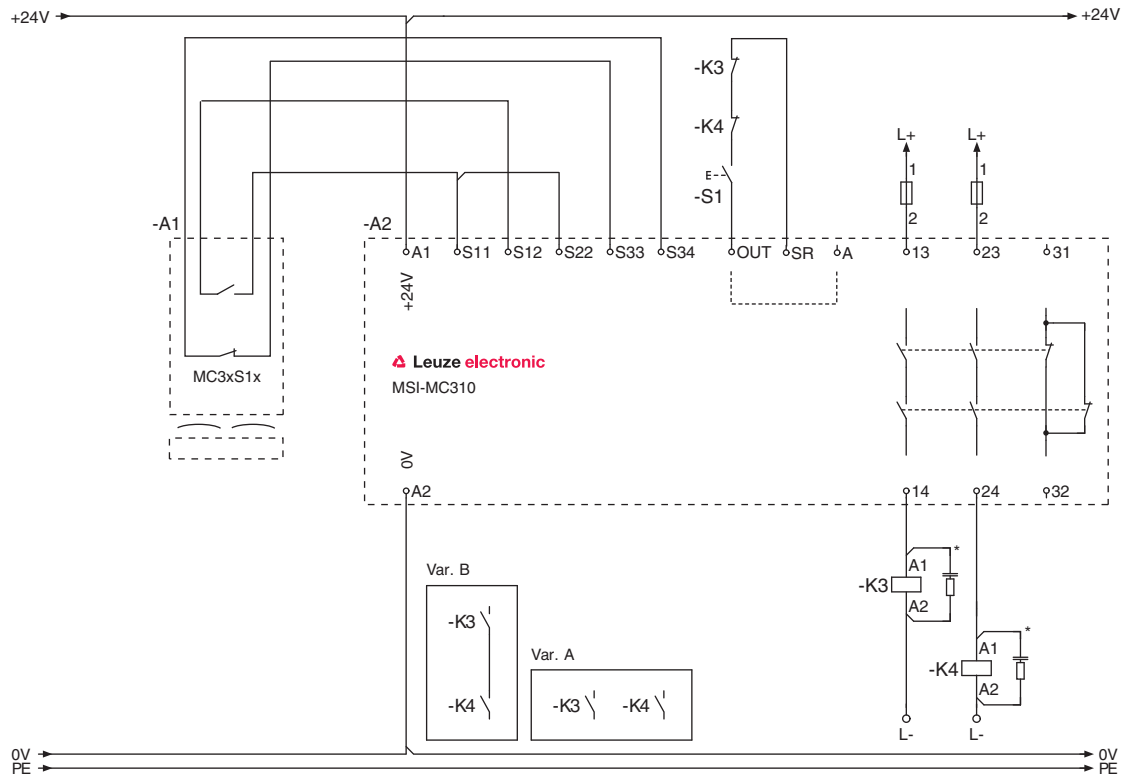 +24V +24V
-K3
-K4
E
-S1
L+ L+
1 1
2 2
-A1 -A2
A1 S11 S12 S22 S33 S34 OUT SR A 13 23 31
+24V
Leuze electronic
MSI-MC310
MC3xS1x
0V
A2 14 24 32
Var. B
-K3
-K4
Var. A
-K3 -K4
*
A1
-K3
A2
*
A1
-K4
A2
L- L-
0V 0V
PE PE